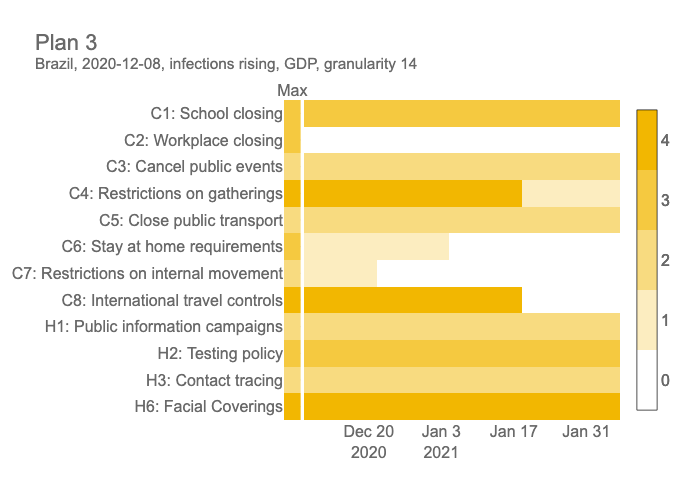 Plan 3
Brazil, 2020-12-08, infections rising, GDP, granularity 14
Max
C1: School closing
C2: Workplace closing
C3: Cancel public events
C4: Restrictions on gatherings
C5: Close public transport
C6: Stay at home requirements
C7: Restrictions on internal movement
C8: International travel controls
H1: Public information campaigns
H2: Testing policy
H3: Contact tracing
H6: Facial Coverings
Dec 20 Jan 3 Jan 17 Jan 31
2020 2021
4
3
2
1
0